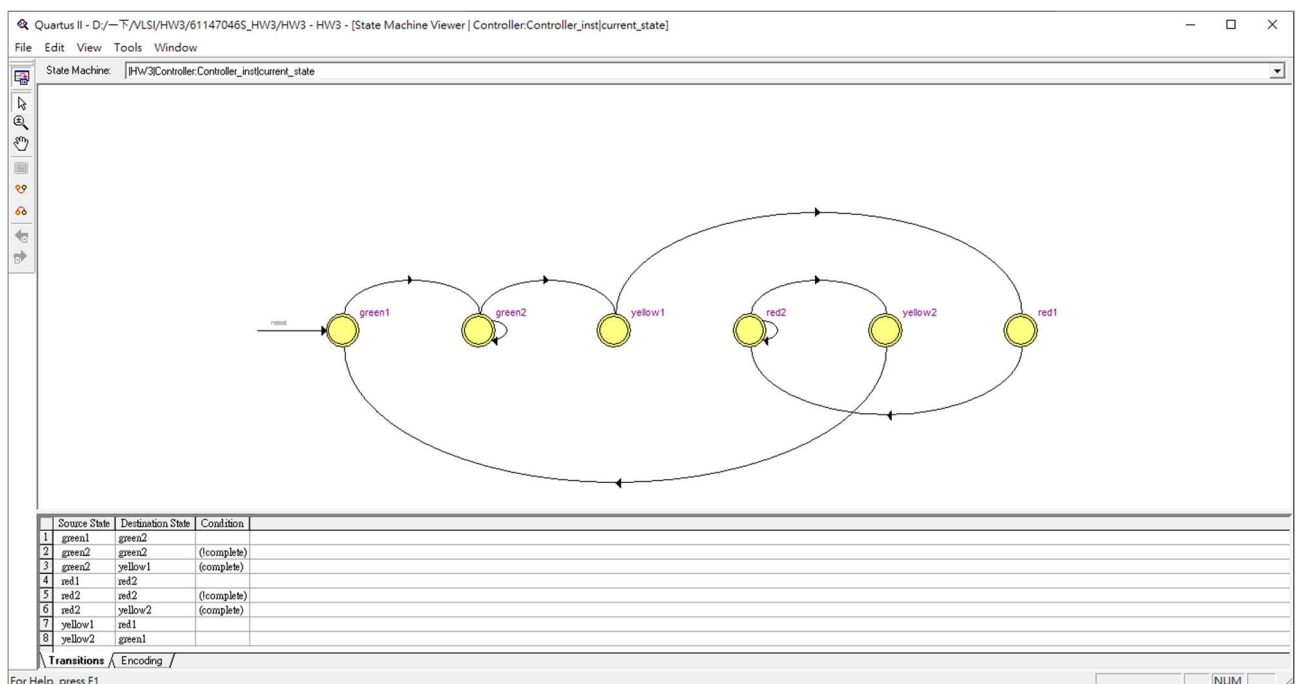 Quartus II - D:/一下/VLSI/HW3/61147046S_HW3/HW3 - HW3 - [State Machine Viewer | Controller:Controller_inst|current_state]
File Edit View Tools Window
State Machine: |HW3|Controller:Controller_inst|current_state
reset
green1
green2
yellow1
red2
yellow2
red1
Source State Destination State Condition
1 green1 green2
2 green2 green2 (!complete)
3 green2 yellow1 (complete)
4 red1 red2
5 red2 red2 (!complete)
6 red2 yellow2 (complete)
7 yellow1 red1
8 yellow2 green1
Transitions Encoding
For Help, press F1
NUM